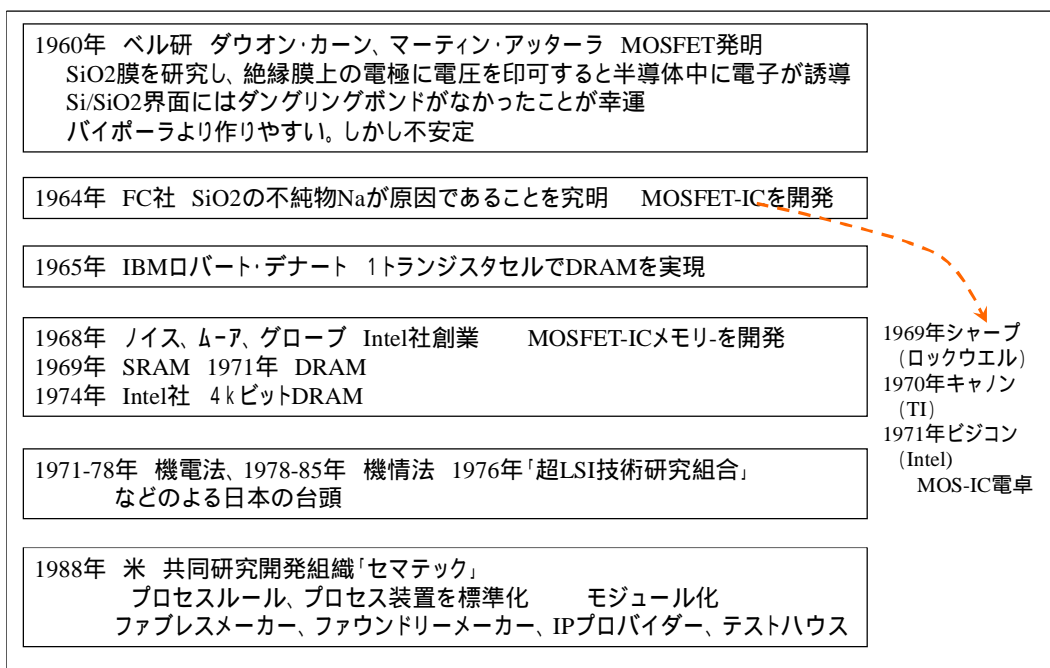 1960年 ベル研 ダウオン･カーン、マーティン･アッターラ MOSFET発明
SiO2膜を研究し、絶縁膜上の電極に電圧を印可すると半導体中に電子が誘導
Si/SiO2界面にはダングリングボンドがなかったことが幸運
バイポーラより作りやすい。しかし不安定
1964年 FC社 SiO2の不純物Naが原因であることを究明 MOSFET-ICを開発
1965年 IBMロバート･デナート 1トランジスタセルでDRAMを実現
1968年 ノイス、ムーア、グローブ Intel社創業 MOSFET-ICメモリ-を開発
1969年 SRAM 1971年 DRAM
1974年 Intel社 4kビットDRAM
1969年シャープ
(ロックウエル)
1970年キャノン
(TI)
1971年ビジコン
(Intel)
MOS-IC電卓
1971-78年 機電法、1978-85年 機情法 1976年｢超LSI技術研究組合｣
などのよる日本の台頭
1988年 米 共同研究開発組織｢セマテック｣
プロセスルール、プロセス装置を標準化 モジュール化
ファブレスメーカー、ファウンドリーメーカー、IPプロバイダー、テストハウス